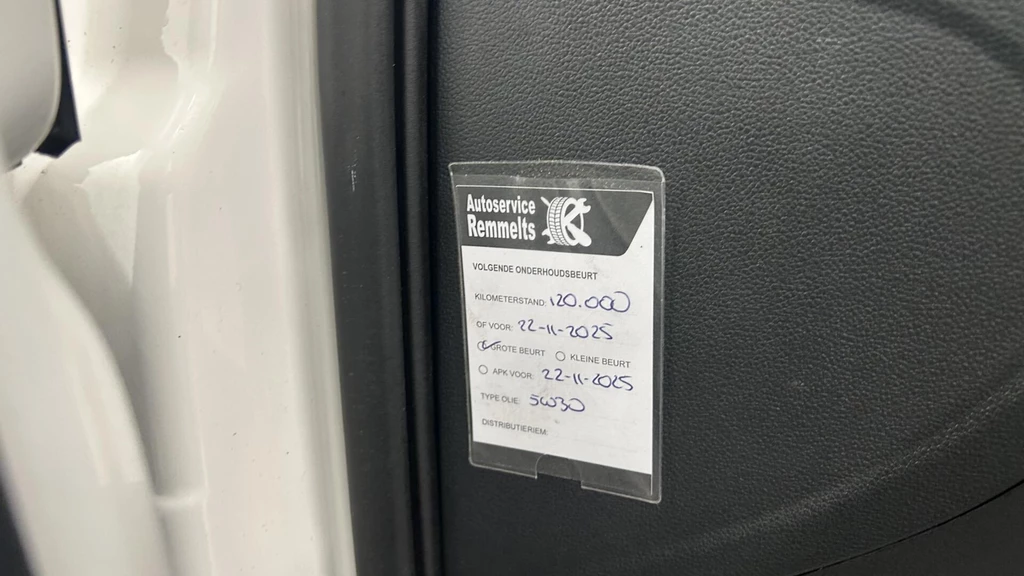 Autoservice
Remmelts
VOLGENDE ONDERHOUDSBEURT
KILOMETERSTAND: 120.000
OF VOOR: 22-11-2025
GROTE BEURT KLEINE BEURT
APK VOOR: 22-11-2025
TYPE OLIE: 5W30
DISTRIBUTIERIEM: